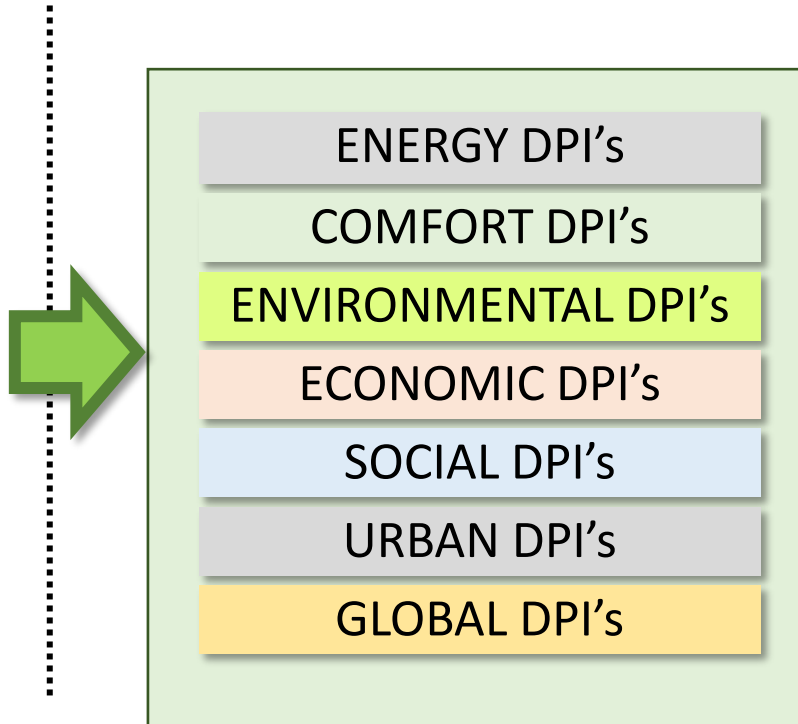 ENERGY DPI’s
COMFORT DPI’s
ENVIRONMENTAL DPI’s
ECONOMIC DPI’s
SOCIAL DPI’s
URBAN DPI’s
GLOBAL DPI’s